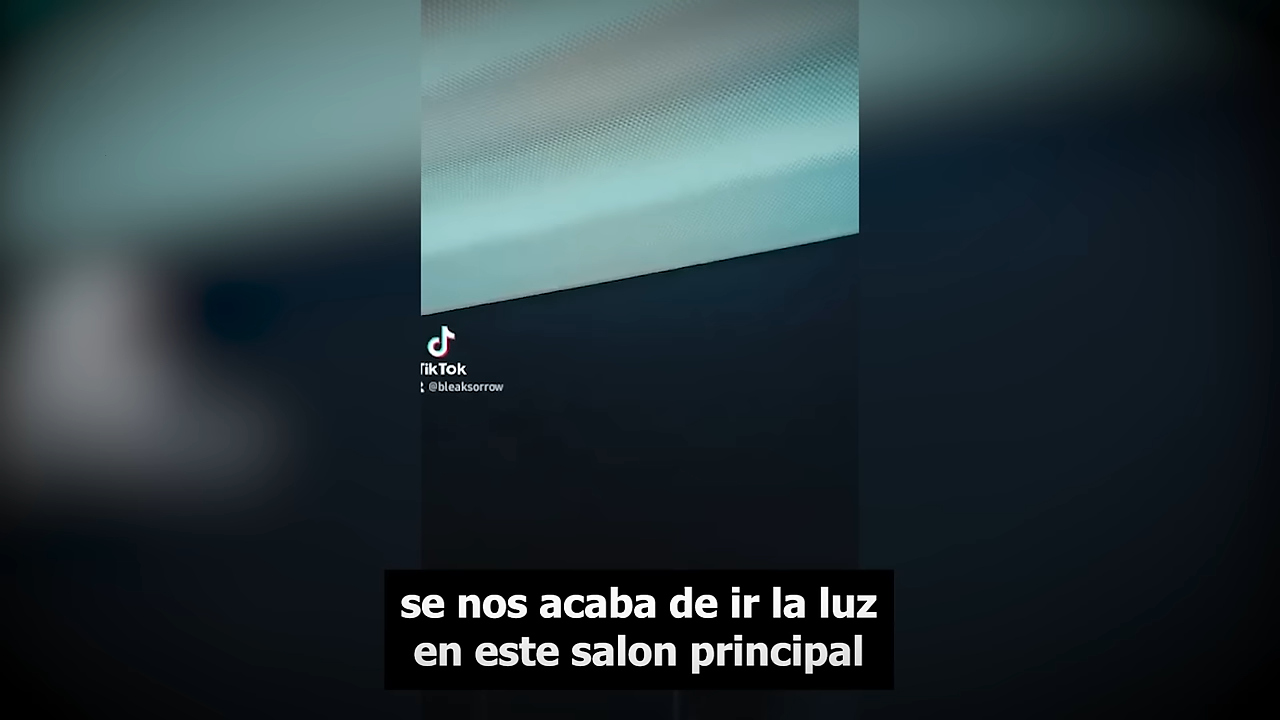 TikTok
@bleaksorrow
se nos acaba de ir la luz
en este salon principal